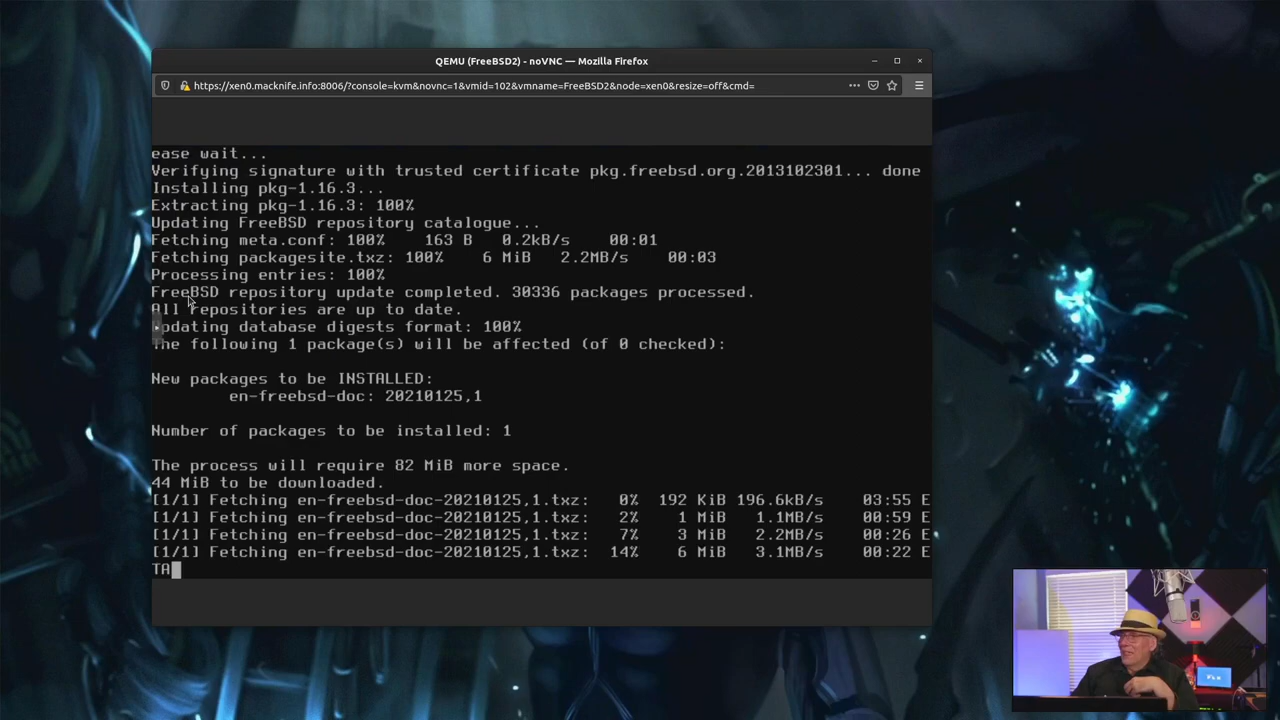 QEMU (FreeBSD2) - noVNC — Mozilla Firefox
https://xen0.macknife.info:8006/?console=kvm&novnc=1&vmid=102&vmname=FreeBSD2&node=xen0&resize=off&cmd=
ease wait...
Verifying signature with trusted certificate pkg.freebsd.org.2013102301... done
Installing pkg-1.16.3...
Extracting pkg-1.16.3: 100%
Updating FreeBSD repository catalogue...
Fetching meta.conf: 100%    163 B   0.2kB/s    00:01
Fetching packagesite.txz: 100%    6 MiB   2.2MB/s    00:03
Processing entries: 100%
FreeBSD repository update completed. 30336 packages processed.
All repositories are up to date.
Updating database digests format: 100%
The following 1 package(s) will be affected (of 0 checked):
New packages to be INSTALLED:
en-freebsd-doc: 20210125,1
Number of packages to be installed: 1
The process will require 82 MiB more space.
44 MiB to be downloaded.
[1/1] Fetching en-freebsd-doc-20210125,1.txz:   0%  192 KiB 196.6kB/s    03:55 E
[1/1] Fetching en-freebsd-doc-20210125,1.txz:   2%    1 MiB   1.1MB/s    00:59 E
[1/1] Fetching en-freebsd-doc-20210125,1.txz:   7%    3 MiB   2.2MB/s    00:26 E
[1/1] Fetching en-freebsd-doc-20210125,1.txz:  14%    6 MiB   3.1MB/s    00:22 E
TA